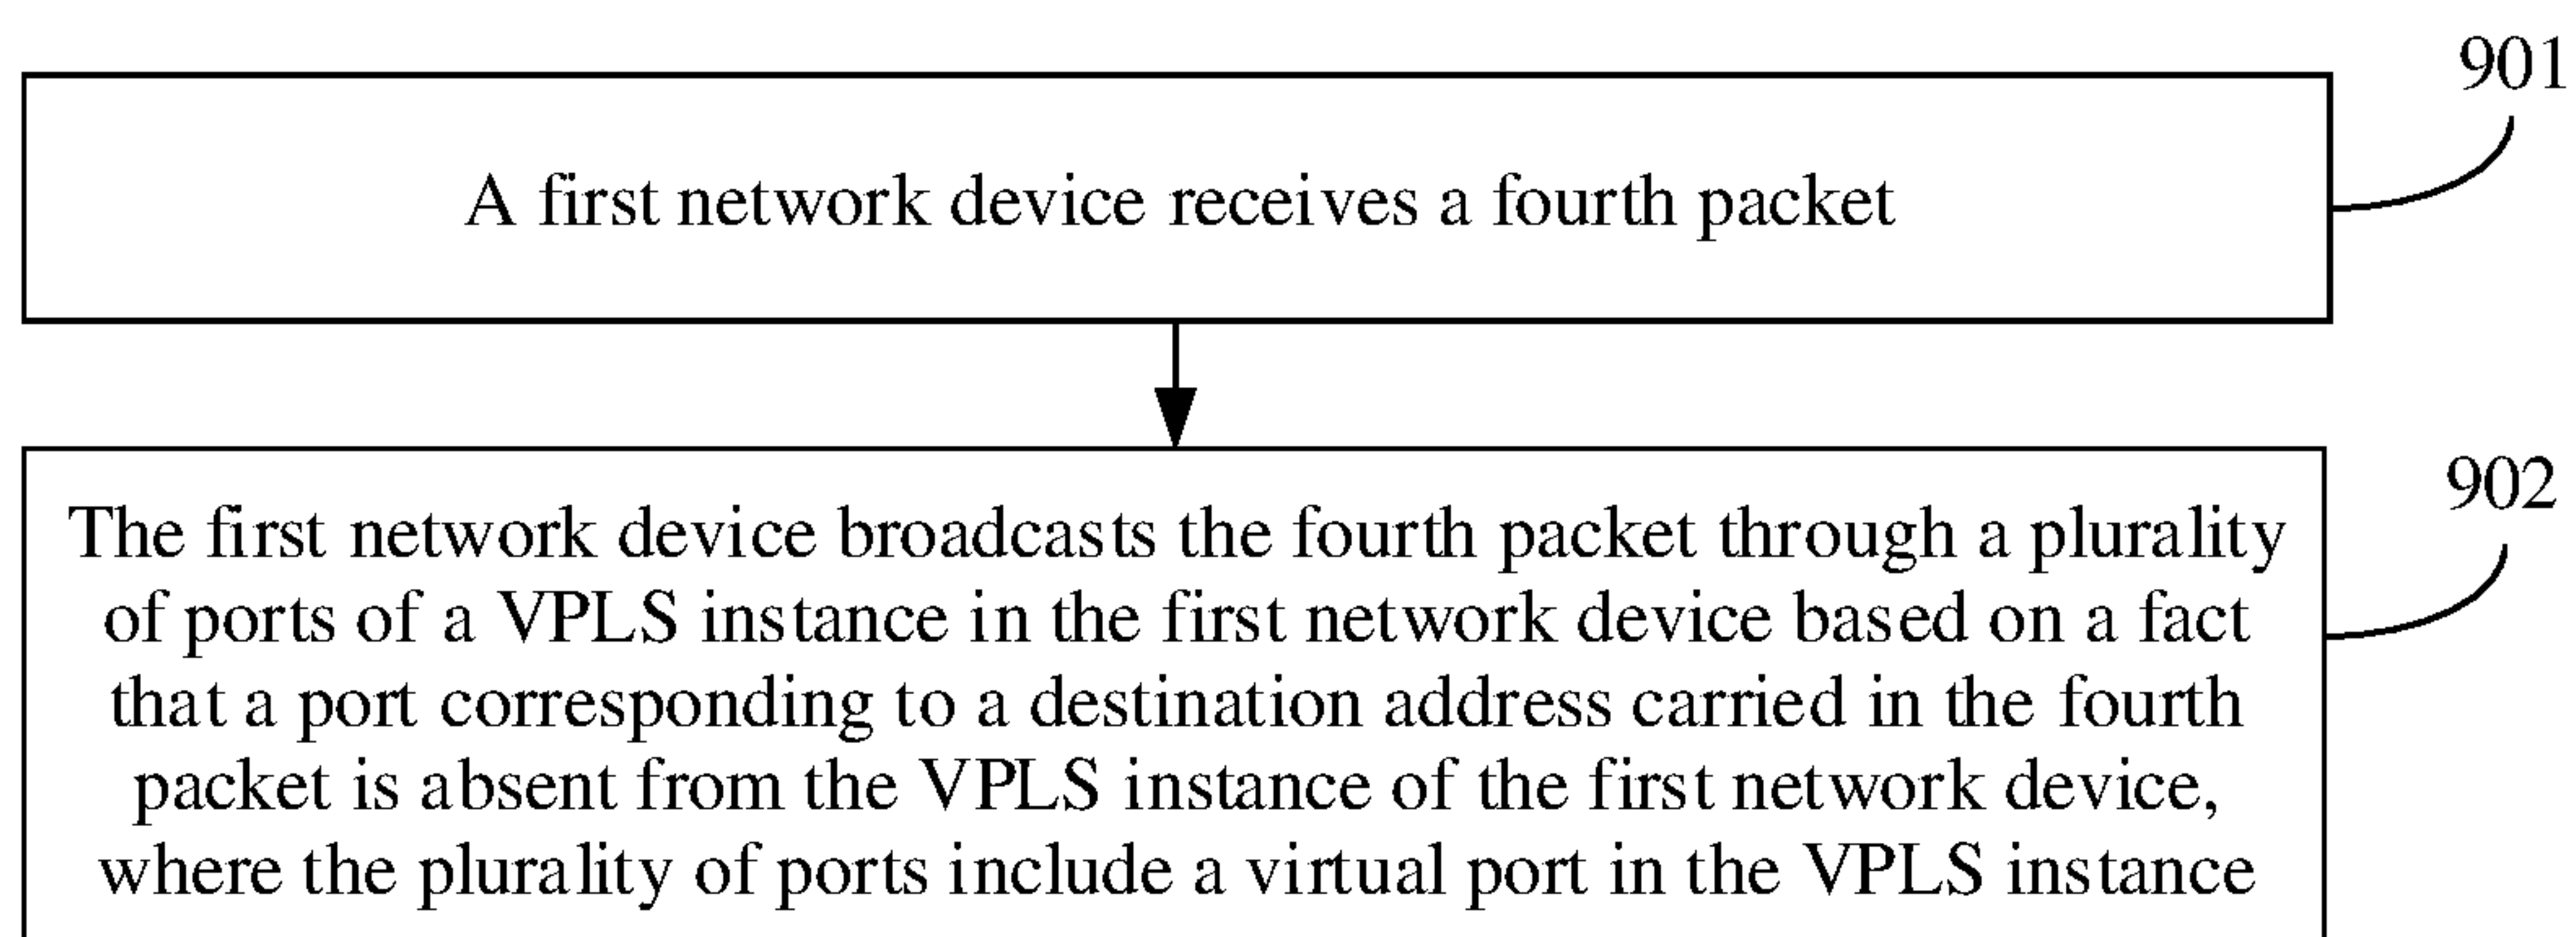 901
A first network device receives a fourth packet
902
The first network device broadcasts the fourth packet through a plurality
of ports of a VPLS instance in the first network device based on a fact
that a port corresponding to a destination address carried in the fourth
packet is absent from the VPLS instance of the first network device,
where the plurality of ports include a virtual port in the VPLS instance